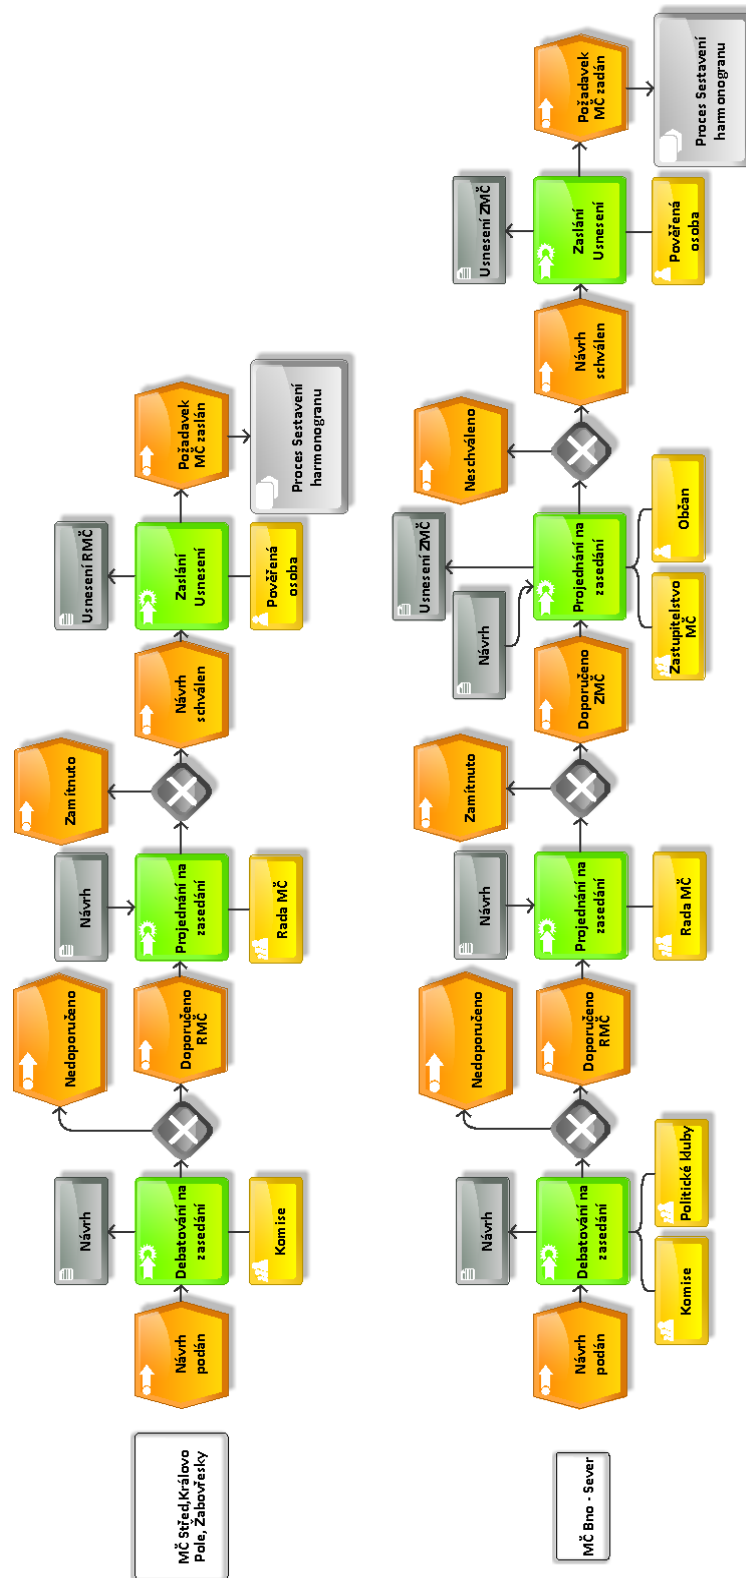 MČ Střed,Královo
Pole, Žabovřesky
Návrh
podán
Návrh
Debatování na
zasedání
Komise
Nedoporučeno
Doporučeno
RMČ
Návrh
Projednání na
zasedání
Rada MČ
Zamítnuto
Návrh
schválen
Usnesení RMČ
Zaslání
Usnesení
Pověřená
osoba
Požadavek
MČ zaslán
Proces Sestavení
harmonogranu
MČ Bno - Sever
Návrh
podán
Návrh
Debatování na
zasedání
Komise
Politické kluby
Nedoporučeno
Doporučeno
RMČ
Návrh
Projednání na
zasedání
Rada MČ
Zamítnuto
Doporučeno
ZMČ
Usnesení ZMČ
Návrh
Projednání na
zasedání
Zastupitelstvo
MČ
Občan
Neschváleno
Návrh
schválen
Usnesení ZMČ
Zaslání
Usnesení
Pověřená
osoba
Požadavek
MČ zadán
Proces Sestavení
harmonogranu